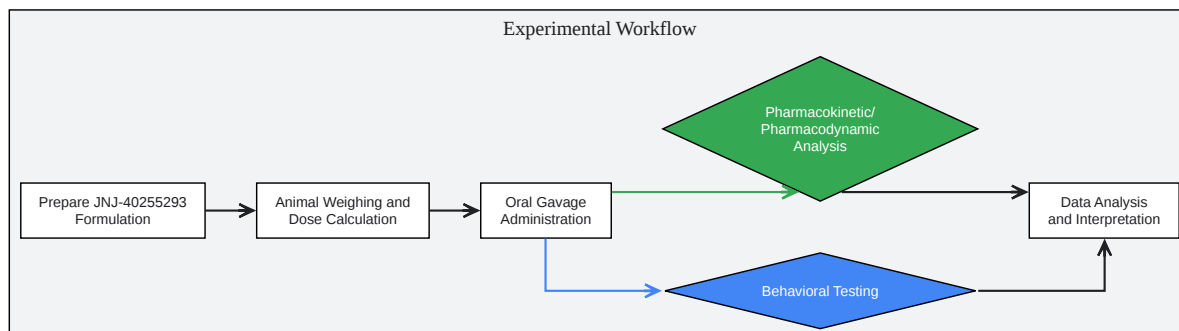 Experimental Workflow
Pharmacokinetic/
Pharmacodynamic
Analysis
Prepare JNJ-40255293
Formulation
Animal Weighing and
Dose Calculation
Oral Gavage
Administration
Data Analysis
and Interpretation
Behavioral Testing